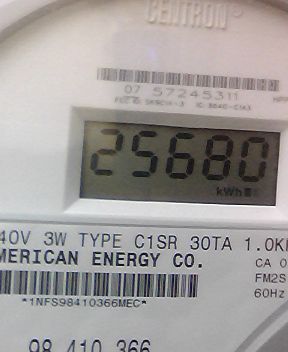 CENTRON®
07 57245311
25680
kWh
40V 3W TYPE C1SR 30TA 1.0K
MERICAN ENERGY CO.
CA 0
FM2S
60Hz
*1NFS98410366MEC*
98 410 366